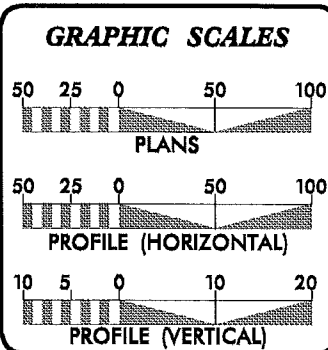 GRAPHIC SCALES
50 25 0 50 100
PLANS
50 25 0 50 100
PROFILE (HORIZONTAL)
10 5 0 10 20
PROFILE (VERTICAL)